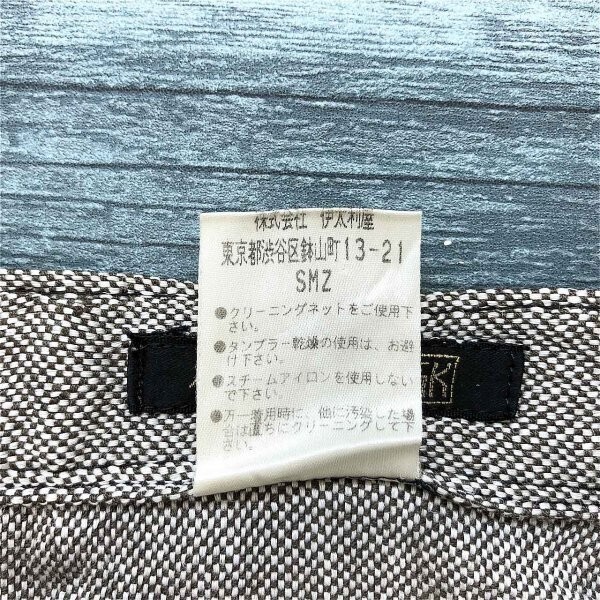 株式会社 伊太利屋
東京都渋谷区鉢山町13-21
SMZ
●クリーニングネットをご使用下
さい。
●タンブラー乾燥の使用は、お避
け下さい。
●スチームアイロンを使用しない
で下さい。
●万一着用時に、他に汚染した場
合は直ちにクリーニングして下
さい。